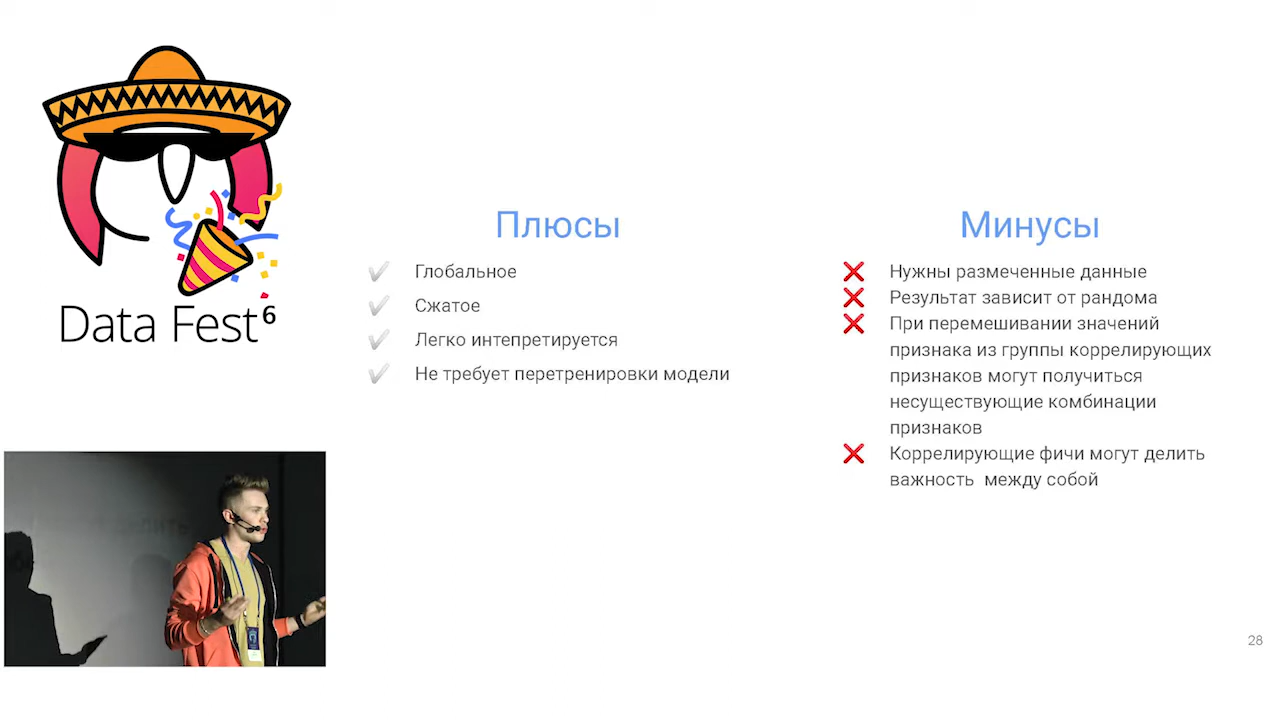 Data Fest⁶
Плюсы
Глобальное
Сжатое
Легко интепретируется
Не требует перетренировки модели
Минусы
Нужны размеченные данные
Результат зависит от рандома
При перемешивании значений
признака из группы коррелирующих
признаков могут получиться
несуществующие комбинации
признаков
Коррелирующие фичи могут делить
важность  между собой
28